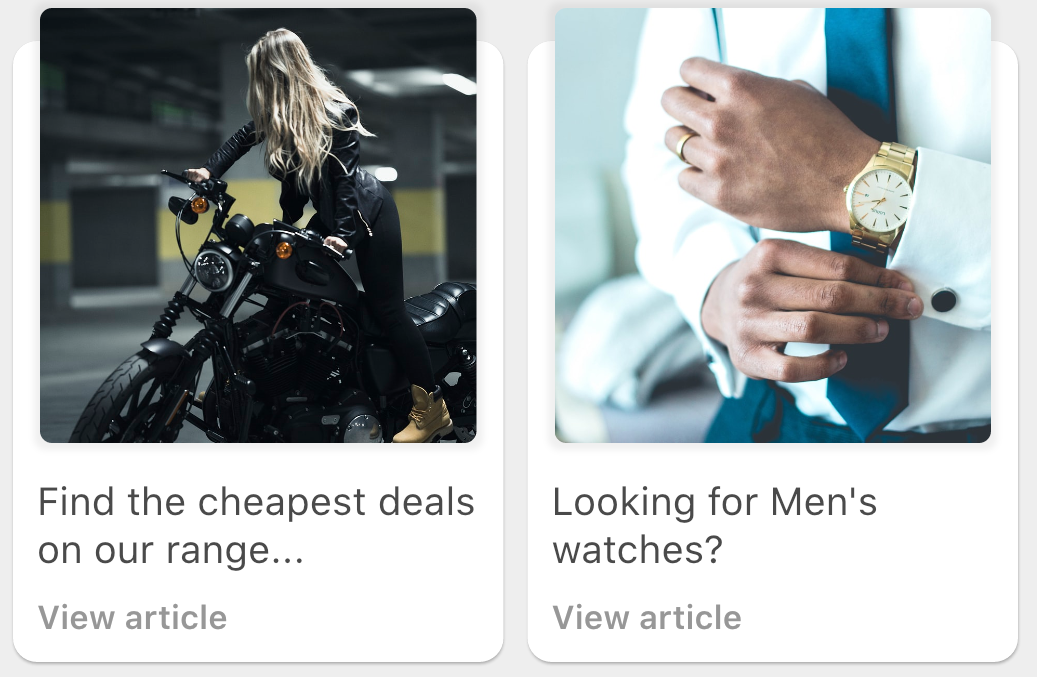 Find the cheapest deals
on our range...
View article
Looking for Men's
watches?
View article